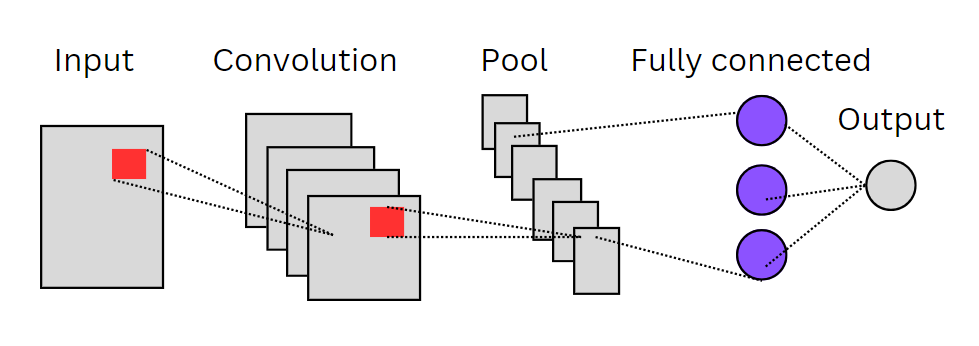 Input
Convolution
Pool
Fully connected
Output